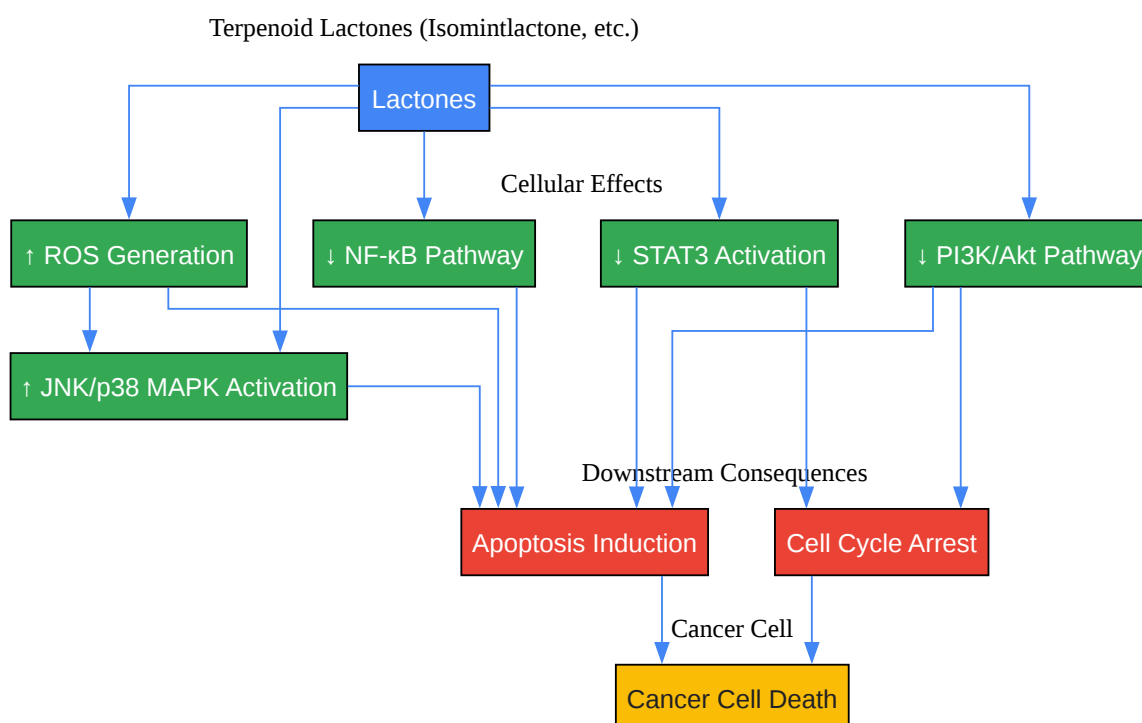 Terpenoid Lactones (Isomintlactone, etc.)
Lactones
Cellular Effects
↑ ROS Generation
↓ NF-κB Pathway
↓ STAT3 Activation
↓ PI3K/Akt Pathway
↑ JNK/p38 MAPK Activation
Downstream Consequences
Apoptosis Induction
Cell Cycle Arrest
Cancer Cell
Cancer Cell Death